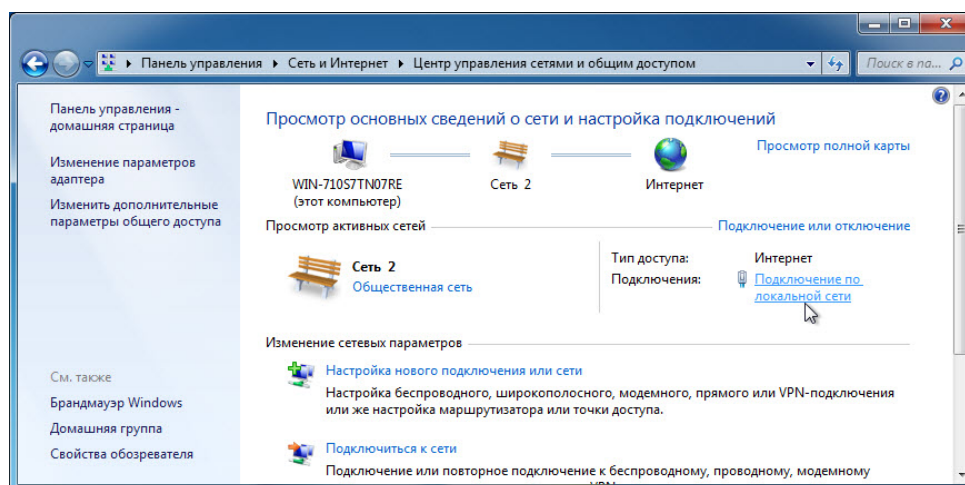 Панель управления ▸ Сеть и Интернет ▸ Центр управления сетями и общим доступом
Поиск в па...
Панель управления -
домашняя страница
Изменение параметров
адаптера
Изменить дополнительные
параметры общего доступа
См. также
Брандмауэр Windows
Домашняя группа
Свойства обозревателя
Просмотр основных сведений о сети и настройка подключений
Просмотр полной карты
WIN-710S7TN07RE
(этот компьютер)
Сеть 2
Интернет
Просмотр активных сетей
Подключение или отключение
Сеть 2
Общественная сеть
Тип доступа: Интернет
Подключения: Подключение по
локальной сети
Изменение сетевых параметров
Настройка нового подключения или сети
Настройка беспроводного, широкополосного, модемного, прямого или VPN-подключения
или же настройка маршрутизатора или точки доступа.
Подключиться к сети
Подключение или повторное подключение к беспроводному, проводному, модемному